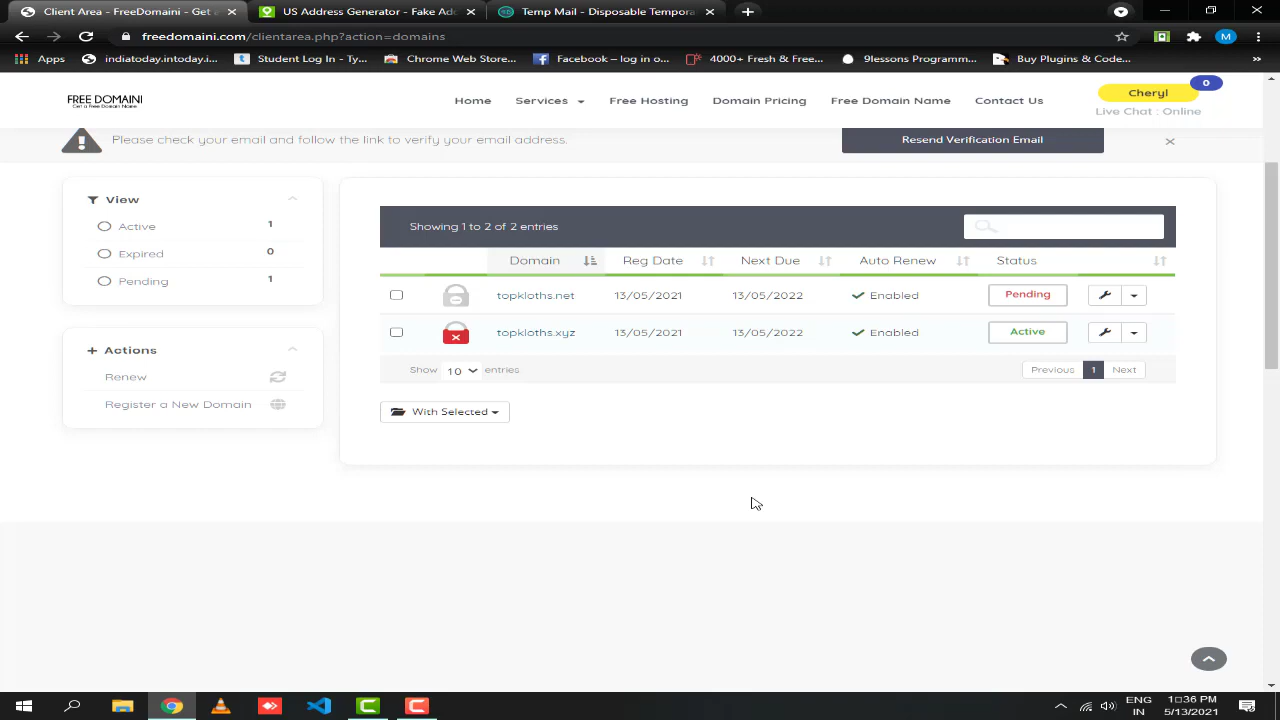 Client Area - FreeDomaini - Get a
US Address Generator - Fake Add
Temp Mail - Disposable Tempora
freedomaini.com/clientarea.php?action=domains
M
Apps
indiatoday.intoday.i...
Student Log In - Ty...
Chrome Web Store...
Facebook – log in o...
4000+ Fresh & Free...
9lessons Programm...
Buy Plugins & Code...
»
FREE DOMAINI
Get a Free Domain Name
Home
Services
Free Hosting
Domain Pricing
Free Domain Name
Contact Us
Cheryl
0
Live Chat : Online
Please check your email and follow the link to verify your email address.
Resend Verification Email
View
Active 1
Expired 0
Pending 1
Actions
Renew
Register a New Domain
Showing 1 to 2 of 2 entries
Domain Reg Date Next Due Auto Renew Status
topkloths.net 13/05/2021 13/05/2022 Enabled Pending
topkloths.xyz 13/05/2021 13/05/2022 Enabled Active
Show 10 entries
Previous 1 Next
With Selected
ENG
IN
10:36 PM
5/13/2021